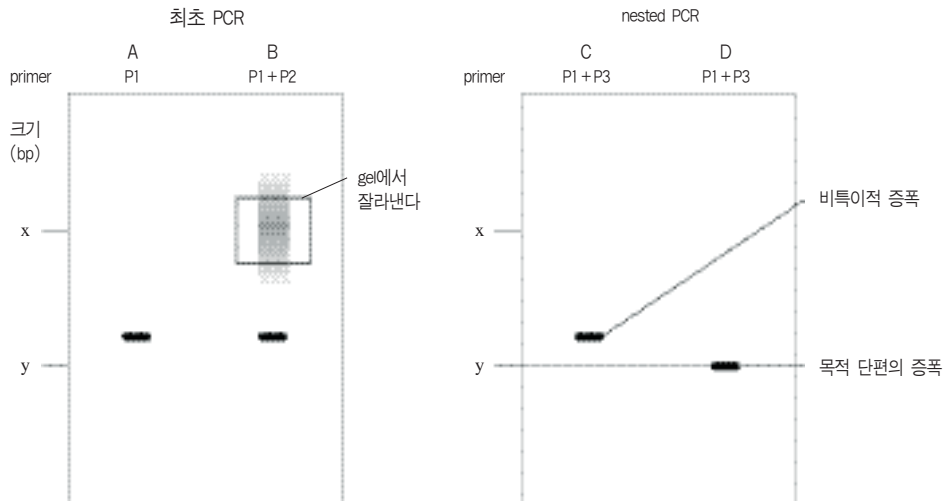 최초 PCR
A B
primer P1 P1 + P2
크기
(bp)
gel에서
잘라낸다
x
y
nested PCR
C D
primer P1 + P3 P1 + P3
비특이적 증폭
x
y
목적 단편의 증폭